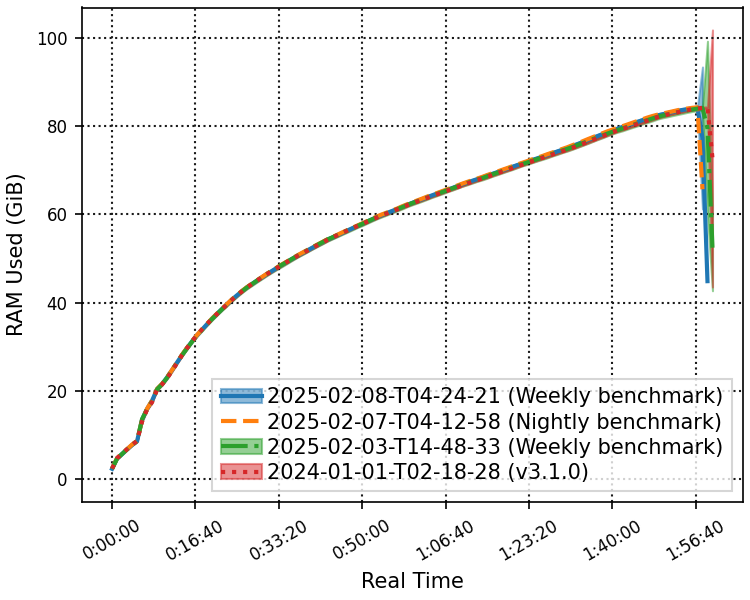 100
80
60
40
20
0
RAM Used (GiB)
2025-02-08-T04-24-21 (Weekly benchmark)
2025-02-07-T04-12-58 (Nightly benchmark)
2025-02-03-T14-48-33 (Weekly benchmark)
2024-01-01-T02-18-28 (v3.1.0)
0:00:00
0:16:40
0:33:20
0:50:00
1:06:40
1:23:20
1:40:00
1:56:40
Real Time